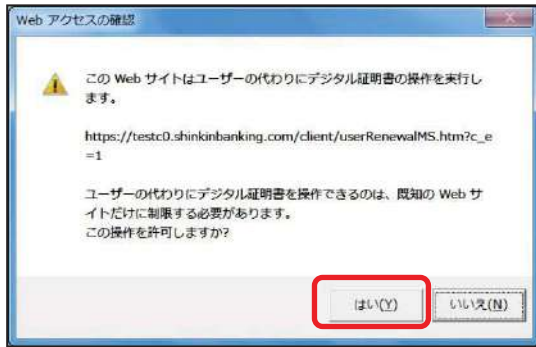 Web アクセスの確認
この Web サイトはユーザーの代わりにデジタル証明書の操作を実行し
ます。
https://testc0.shinkinbanking.com/client/userRenewalMS.htm?c_e
=1
ユーザーの代わりにデジタル証明書を操作できるのは、既知の Web サ
イトだけに制限する必要があります。
この操作を許可しますか?
はい(Y)
いいえ(N)